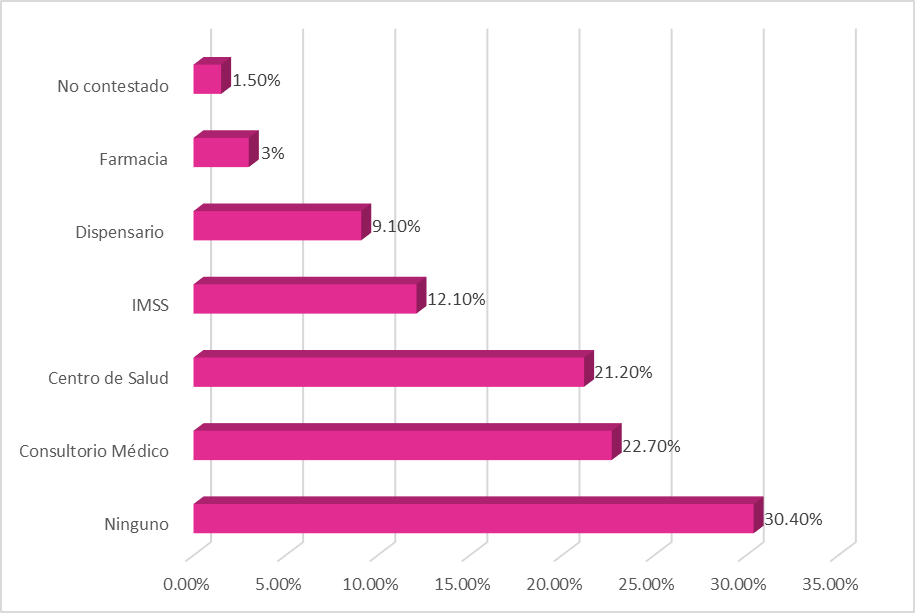 No contestado 1.50%
Farmacia 3%
Dispensario 9.10%
IMSS 12.10%
Centro de Salud 21.20%
Consultorio Médico 22.70%
Ninguno 30.40%
0.00% 5.00% 10.00% 15.00% 20.00% 25.00% 30.00% 35.00%